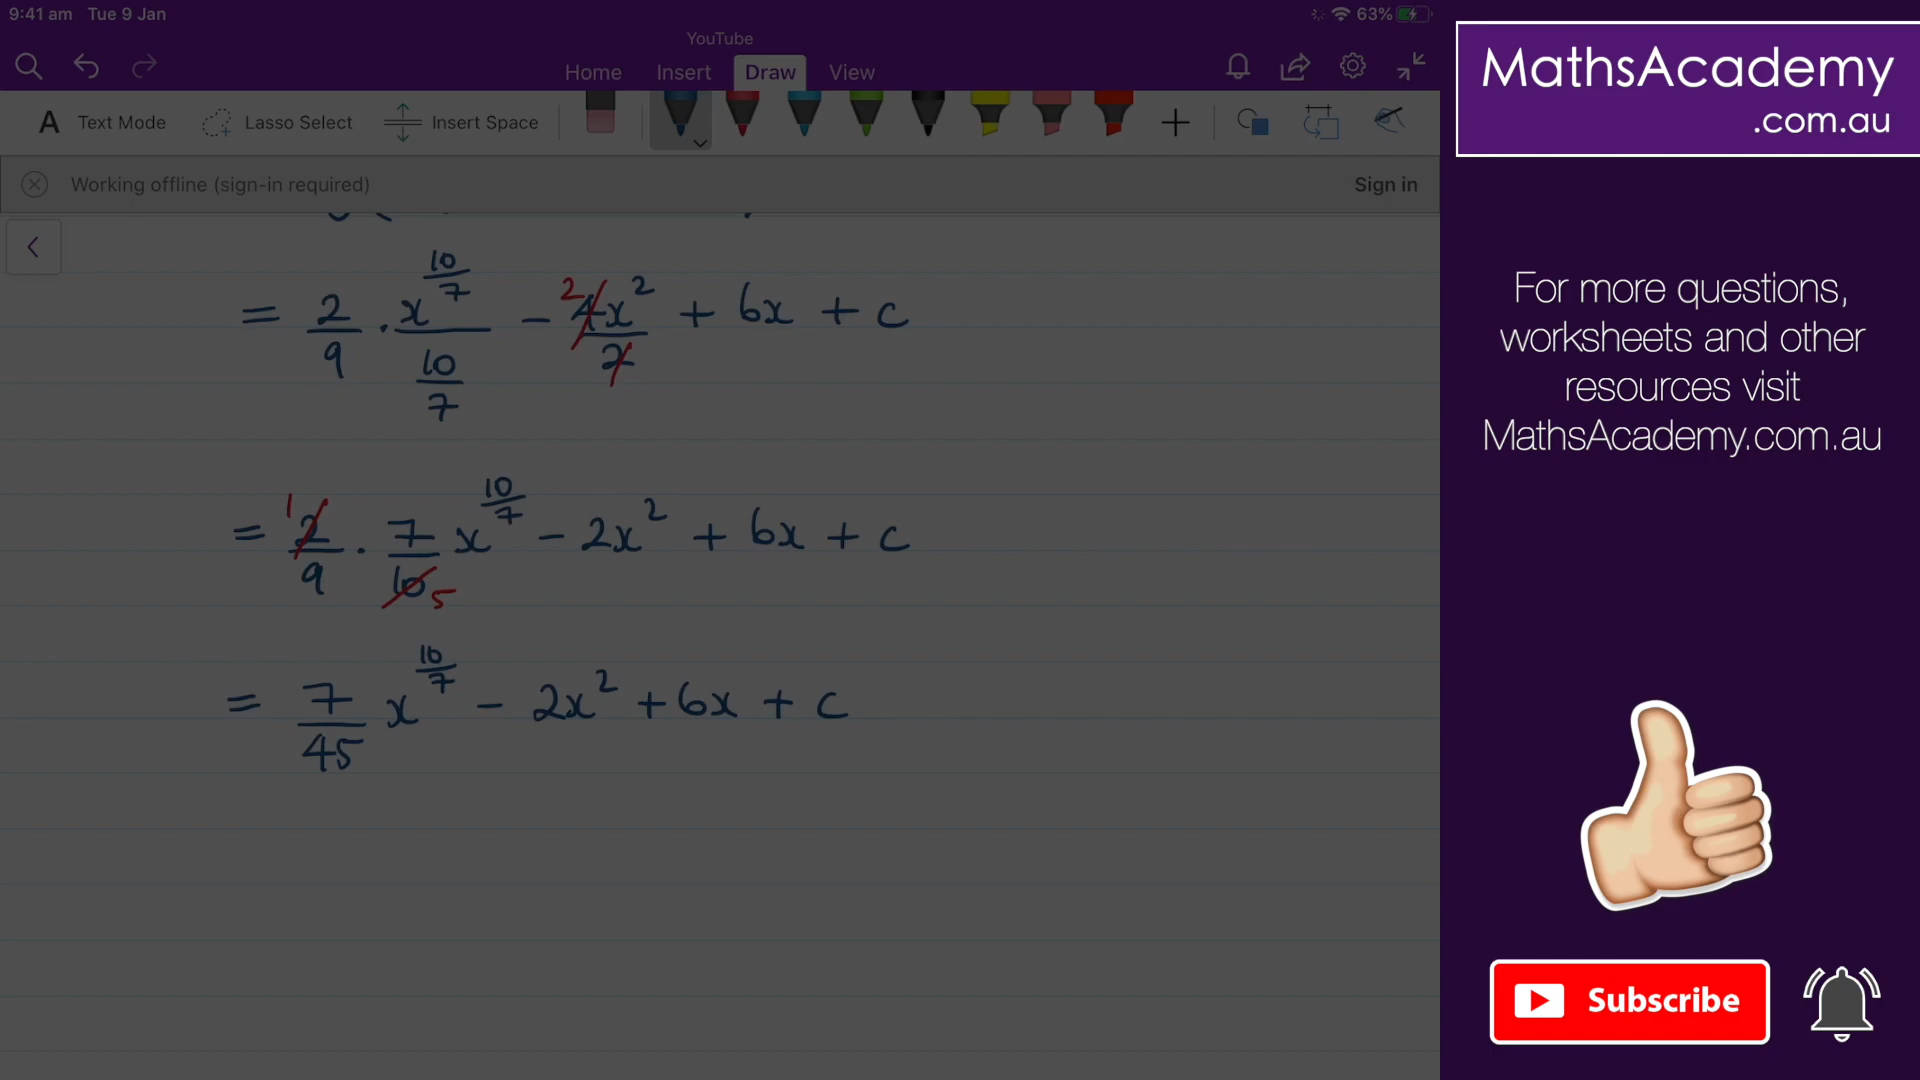 9:41 am Tue 9 Jan 63%
YouTube
Home Insert Draw View
A Text Mode Lasso Select Insert Space
Working offline (sign-in required) Sign in
= 2/9 · x^(10/7)/(10/7) - 2 4x^2/2 + 6x + c
= 1 2/9 · 7/10 5 x^(10/7) - 2x^2 + 6x + c
= 7/45 x^(10/7) - 2x^2 + 6x + c
MathsAcademy
.com.au
For more questions,
worksheets and other
resources visit
MathsAcademy.com.au
Subscribe